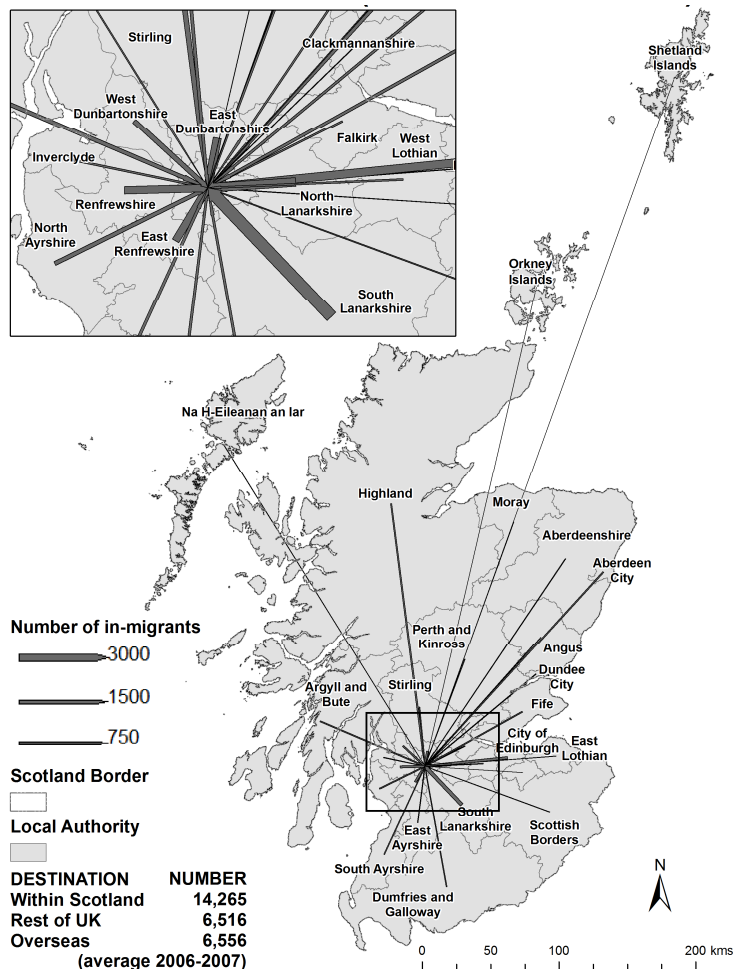 Stirling
Clackmannanshire
West
Dunbartonshire
East
Dunbartonshire
Falkirk
West
Lothian
Inverclyde
Renfrewshire
North
Lanarkshire
North
Ayrshire
East
Renfrewshire
South
Lanarkshire
Shetland
Islands
Orkney
Islands
Na H-Eileanan an Iar
Highland
Moray
Aberdeenshire
Aberdeen
City
Perth and
Kinross
Angus
Dundee
City
Stirling
Argyll and
Bute
Fife
City of
Edinburgh
East
Lothian
South
Lanarkshire
Scottish
Borders
East
Ayrshire
South Ayrshire
Dumfries and
Galloway
Number of in-migrants
3000
1500
750
Scotland Border
Local Authority
DESTINATION NUMBER
Within Scotland 14,265
Rest of UK 6,516
Overseas 6,556
(average 2006-2007)
N
0 50 100 200 kms